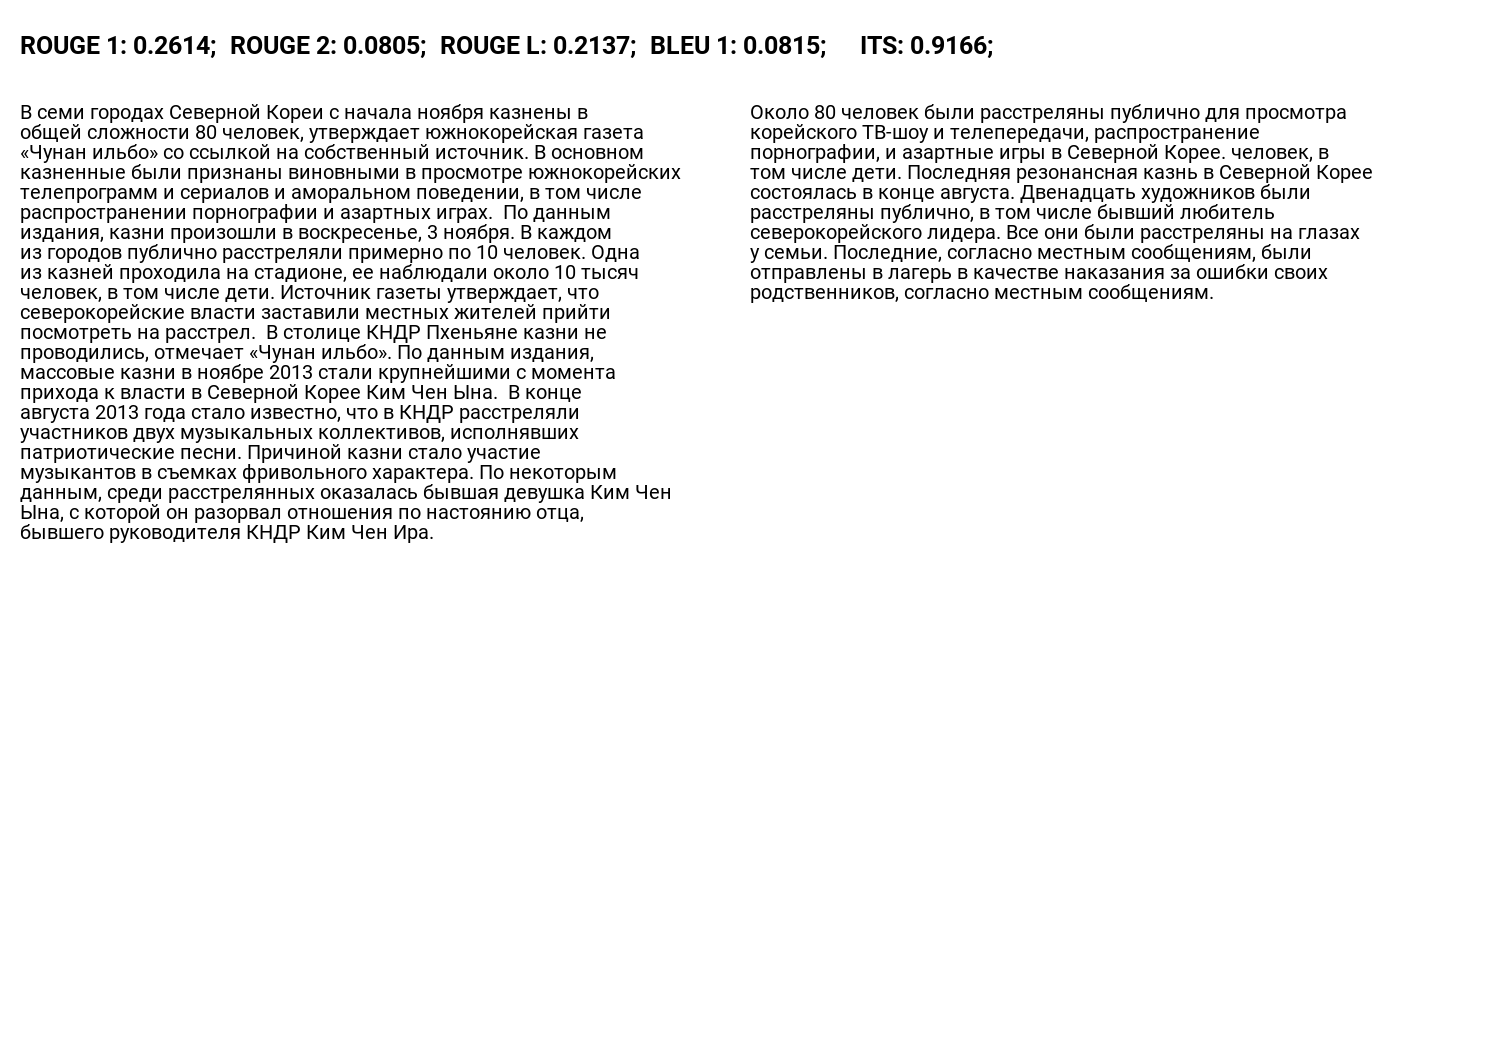 ROUGE 1: 0.2614;  ROUGE 2: 0.0805;  ROUGE L: 0.2137;  BLEU 1: 0.0815;  ITS: 0.9166;
В семи городах Северной Кореи с начала ноября казнены в
общей сложности 80 человек, утверждает южнокорейская газета
«Чунан ильбо» со ссылкой на собственный источник. В основном
казненные были признаны виновными в просмотре южнокорейских
телепрограмм и сериалов и аморальном поведении, в том числе
распространении порнографии и азартных играх.  По данным
издания, казни произошли в воскресенье, 3 ноября. В каждом
из городов публично расстреляли примерно по 10 человек. Одна
из казней проходила на стадионе, ее наблюдали около 10 тысяч
человек, в том числе дети. Источник газеты утверждает, что
северокорейские власти заставили местных жителей прийти
посмотреть на расстрел.  В столице КНДР Пхеньяне казни не
проводились, отмечает «Чунан ильбо». По данным издания,
массовые казни в ноябре 2013 стали крупнейшими с момента
прихода к власти в Северной Корее Ким Чен Ына.  В конце
августа 2013 года стало известно, что в КНДР расстреляли
участников двух музыкальных коллективов, исполнявших
патриотические песни. Причиной казни стало участие
музыкантов в съемках фривольного характера. По некоторым
данным, среди расстрелянных оказалась бывшая девушка Ким Чен
Ына, с которой он разорвал отношения по настоянию отца,
бывшего руководителя КНДР Ким Чен Ира.
Около 80 человек были расстреляны публично для просмотра
корейского ТВ-шоу и телепередачи, распространение
порнографии, и азартные игры в Северной Корее. человек, в
том числе дети. Последняя резонансная казнь в Северной Корее
состоялась в конце августа. Двенадцать художников были
расстреляны публично, в том числе бывший любитель
северокорейского лидера. Все они были расстреляны на глазах
у семьи. Последние, согласно местным сообщениям, были
отправлены в лагерь в качестве наказания за ошибки своих
родственников, согласно местным сообщениям.